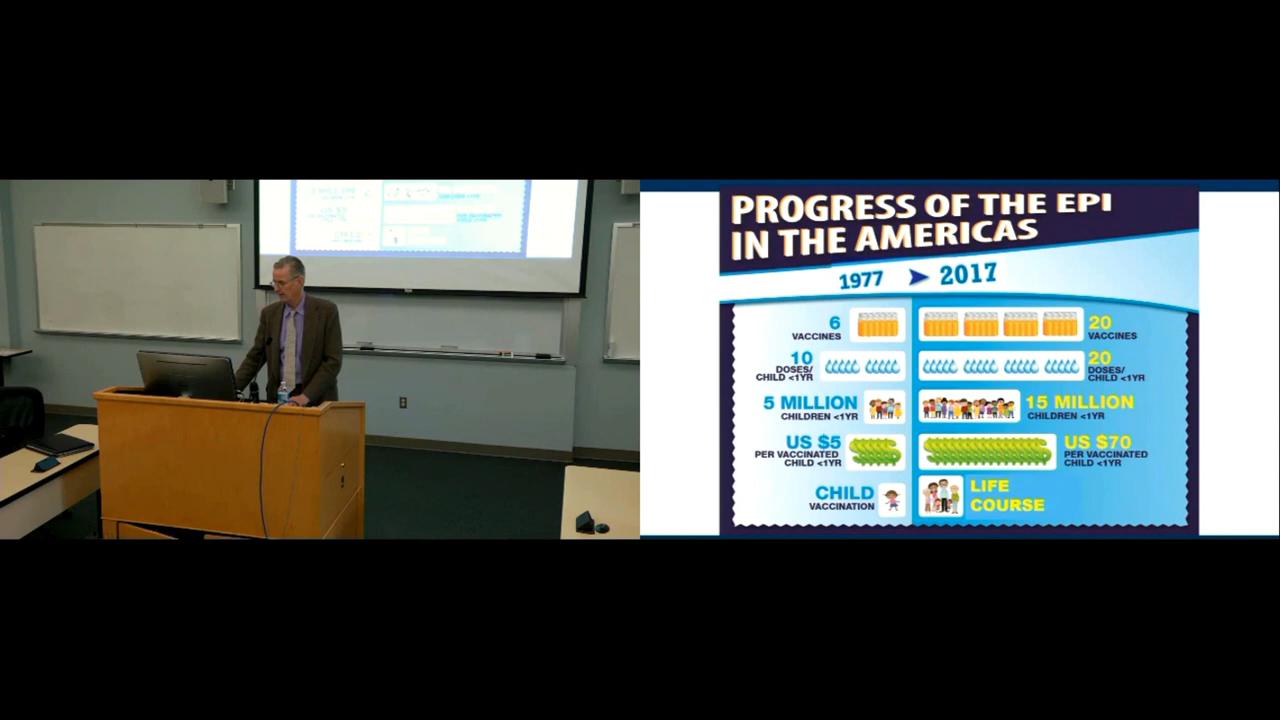 PROGRESS OF THE EPI
IN THE AMERICAS
1977 2017
6
VACCINES
20
VACCINES
10
DOSES/
CHILD <1YR
20
DOSES/
CHILD <1YR
5 MILLION
CHILDREN <1YR
15 MILLION
CHILDREN <1YR
US $5
PER VACCINATED
CHILD <1YR
US $70
PER VACCINATED
CHILD <1YR
CHILD
VACCINATION
LIFE
COURSE